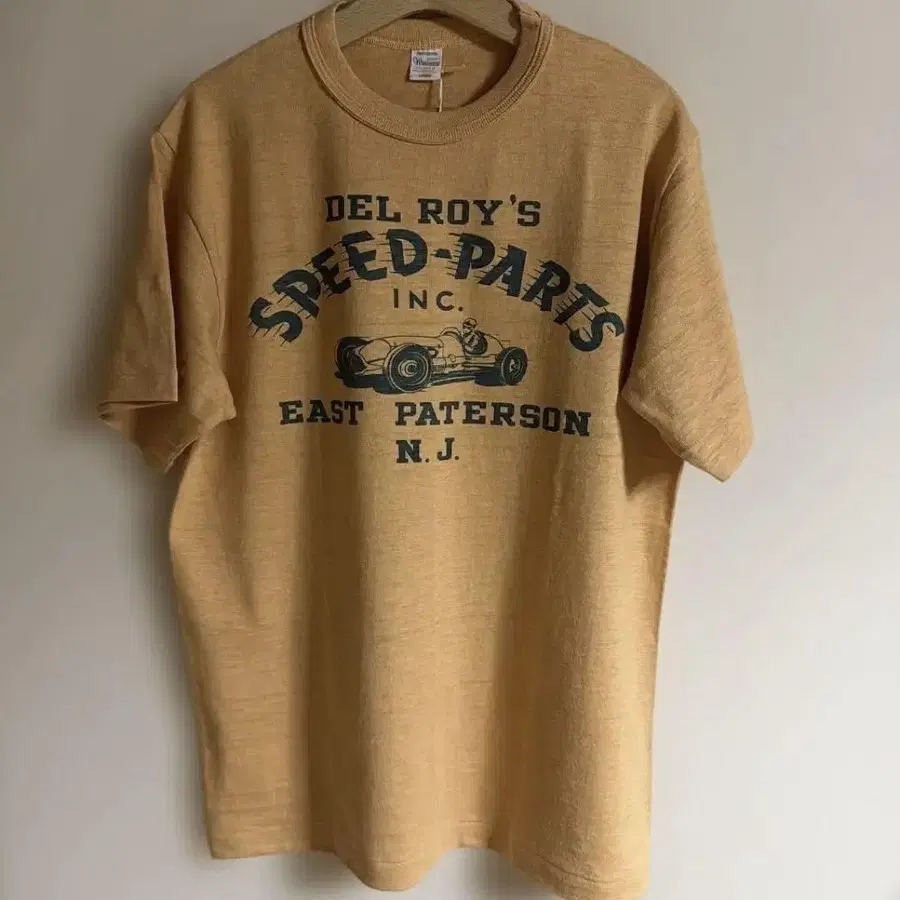 DEL ROY'S
SPEED-PARTS
INC.
EAST PATERSON
N.J.